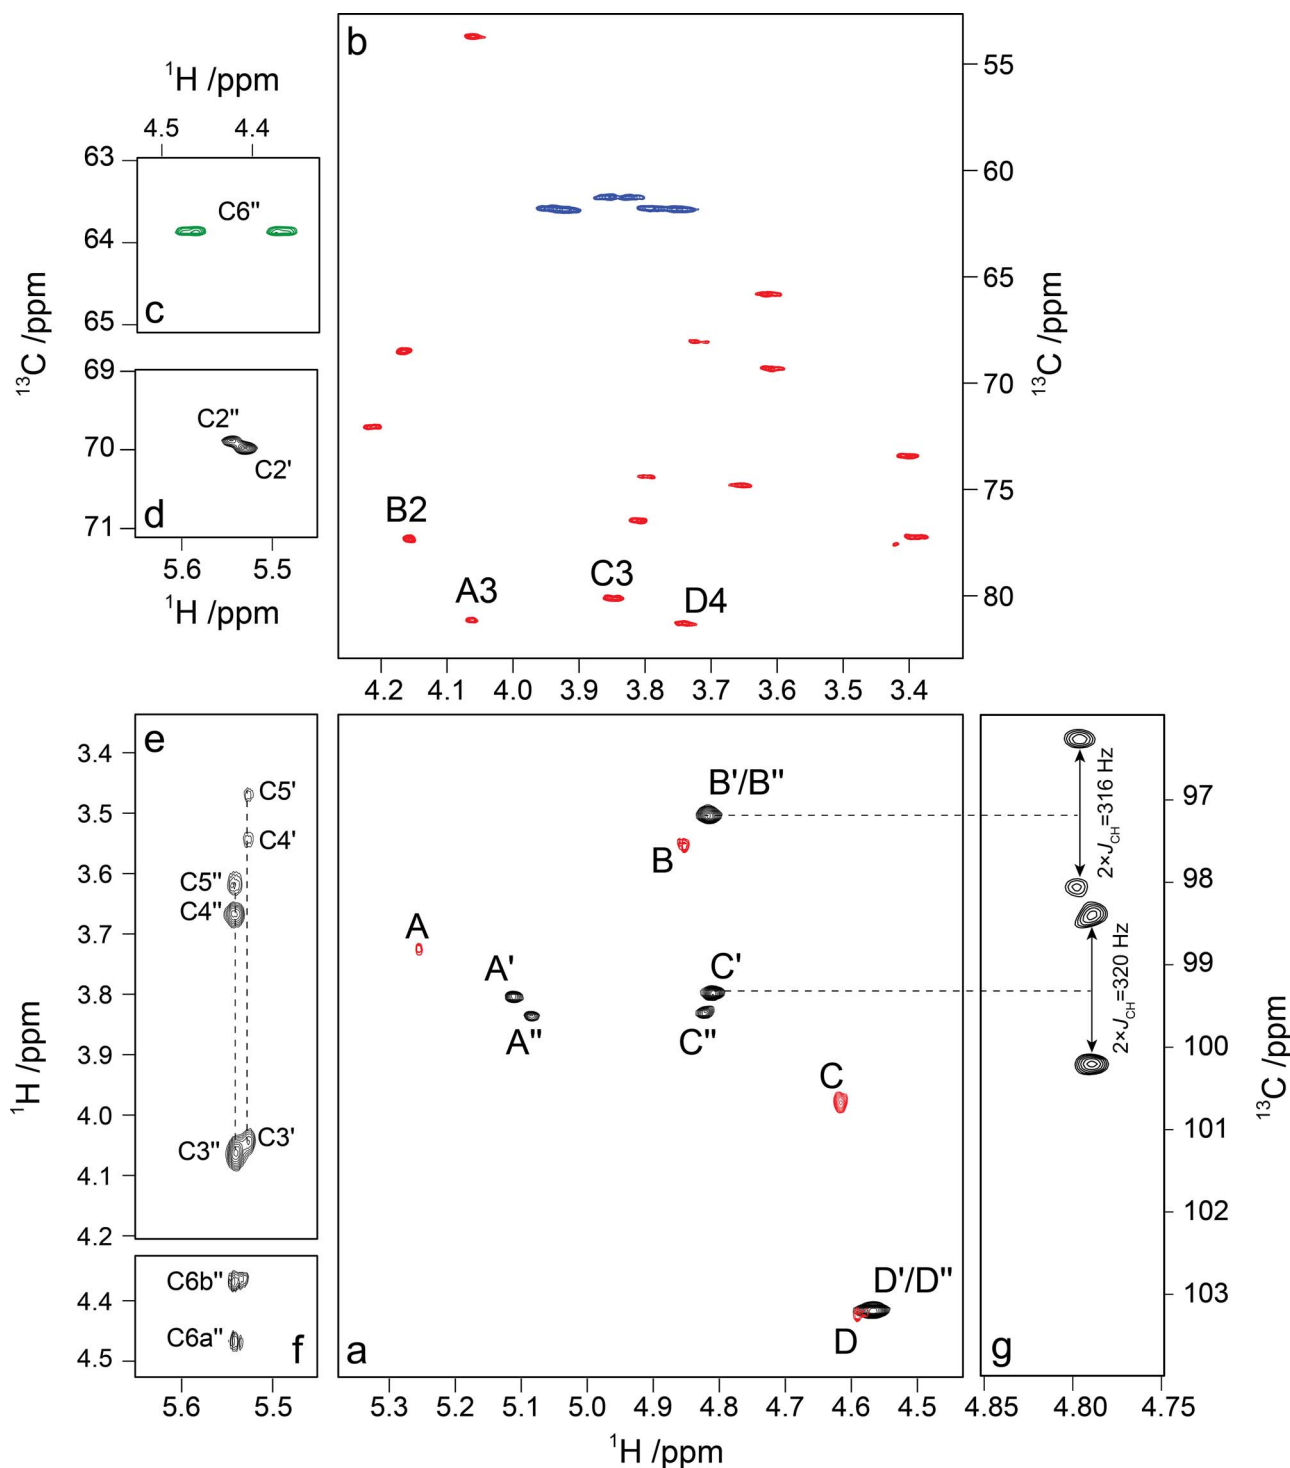 b
55
60
65
70
75
80
¹³C /ppm
B2
A3
C3
D4
4.2 4.1 4.0 3.9 3.8 3.7 3.6 3.5 3.4
¹H /ppm
4.5 4.4
63
64
65
C6"
c
¹³C /ppm
69
70
71
C2"
C2'
d
5.6 5.5
¹H /ppm
e
3.4
3.5
3.6
3.7
3.8
3.9
4.0
4.1
4.2
C5'
C4'
C5"
C4"
C3"
C3'
¹H /ppm
4.4
4.5
C6b"
C6a"
f
5.6 5.5
B'/B"
B
A
A'
A"
C'
C"
C
D'/D"
D
a
5.3 5.2 5.1 5.0 4.9 4.8 4.7 4.6 4.5
¹H /ppm
2×J_CH=316 Hz
2×J_CH=320 Hz
g
97
98
99
100
101
102
103
¹³C /ppm
4.85 4.80 4.75